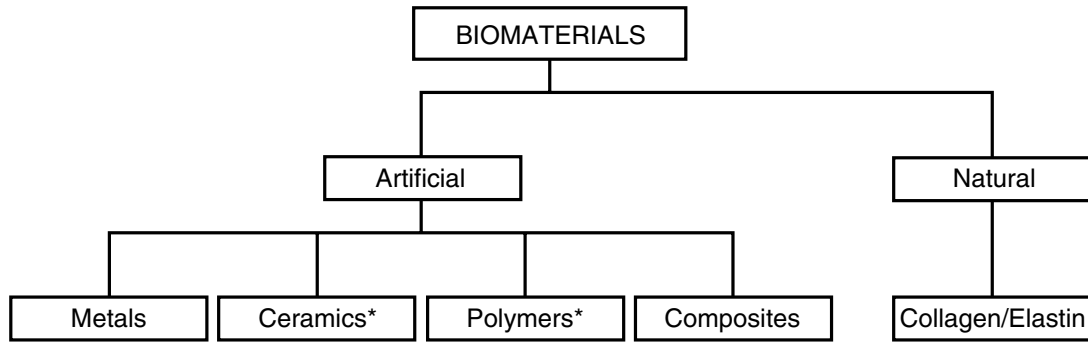 BIOMATERIALS
Artificial
Natural
Metals
Ceramics*
Polymers*
Composites
Collagen/Elastin